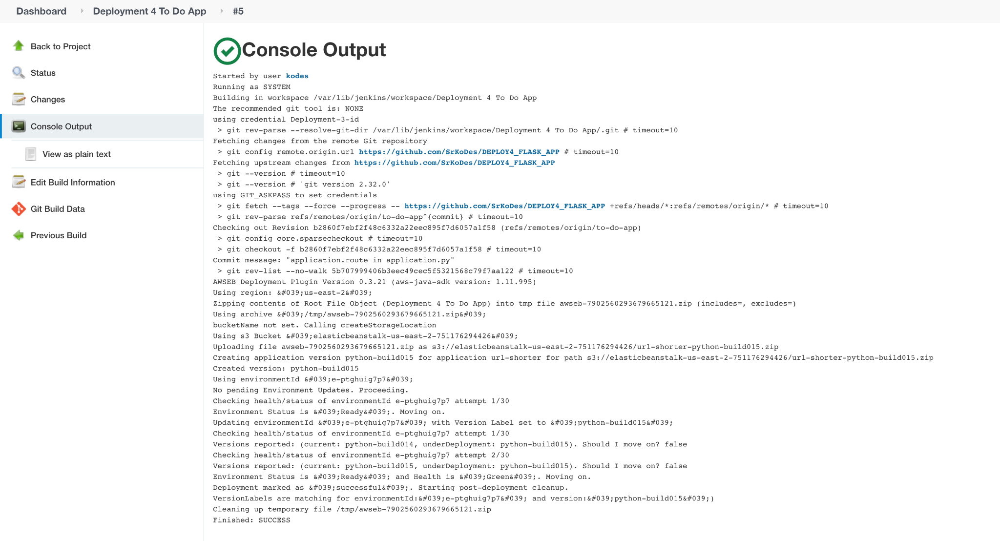 Dashboard
Deployment 4 To Do App
#5
Back to Project
Status
Changes
Console Output
View as plain text
Edit Build Information
Git Build Data
Previous Build
Console Output
Started by user kodes
Running as SYSTEM
Building in workspace /var/lib/jenkins/workspace/Deployment 4 To Do App
The recommended git tool is: NONE
using credential Deployment-3-id
> git rev-parse --resolve-git-dir /var/lib/jenkins/workspace/Deployment 4 To Do App/.git # timeout=10
Fetching changes from the remote Git repository
> git config remote.origin.url https://github.com/SrKoDes/DEPLOY4_FLASK_APP # timeout=10
Fetching upstream changes from https://github.com/SrKoDes/DEPLOY4_FLASK_APP
> git --version # timeout=10
> git --version # 'git version 2.32.0'
using GIT_ASKPASS to set credentials
> git fetch --tags --force --progress -- https://github.com/SrKoDes/DEPLOY4_FLASK_APP +refs/heads/*:refs/remotes/origin/* # timeout=10
> git rev-parse refs/remotes/origin/to-do-app^{commit} # timeout=10
Checking out Revision b2860f7ebf2f48c6332a22eec895f7d6057a1f58 (refs/remotes/origin/to-do-app)
> git config core.sparsecheckout # timeout=10
> git checkout -f b2860f7ebf2f48c6332a22eec895f7d6057a1f58 # timeout=10
Commit message: "application.route in application.py"
> git rev-list --no-walk 5b707999406b3eec49cec5f5321568c79f7aa122 # timeout=10
AWSEB Deployment Plugin Version 0.3.21 (aws-java-sdk version: 1.11.995)
Using region: &#039;us-east-2&#039;
Zipping contents of Root File Object (Deployment 4 To Do App) into tmp file awseb-7902560293679665121.zip (includes=, excludes=)
Using archive &#039;/tmp/awseb-7902560293679665121.zip&#039;
bucketName not set. Calling createStorageLocation
Using s3 Bucket &#039;elasticbeanstalk-us-east-2-751176294426&#039;
Uploading file awseb-7902560293679665121.zip as s3://elasticbeanstalk-us-east-2-751176294426/url-shorter-python-build015.zip
Creating application version python-build015 for application url-shorter for path s3://elasticbeanstalk-us-east-2-751176294426/url-shorter-python-build015.zip
Created version: python-build015
Using environmentId &#039;e-ptghuig7p7&#039;
No pending Environment Updates. Proceeding.
Checking health/status of environmentId e-ptghuig7p7 attempt 1/30
Environment Status is &#039;Ready&#039;. Moving on.
Updating environmentId &#039;e-ptghuig7p7&#039; with Version Label set to &#039;python-build015&#039;
Checking health/status of environmentId e-ptghuig7p7 attempt 1/30
Versions reported: (current: python-build014, underDeployment: python-build015). Should I move on? false
Checking health/status of environmentId e-ptghuig7p7 attempt 2/30
Versions reported: (current: python-build015, underDeployment: python-build015). Should I move on? false
Environment Status is &#039;Ready&#039; and Health is &#039;Green&#039;. Moving on.
Deployment marked as &#039;successful&#039;. Starting post-deployment cleanup.
VersionLabels are matching for environmentId:&#039;e-ptghuig7p7&#039; and version:&#039;python-build015&#039;)
Cleaning up temporary file /tmp/awseb-7902560293679665121.zip
Finished: SUCCESS